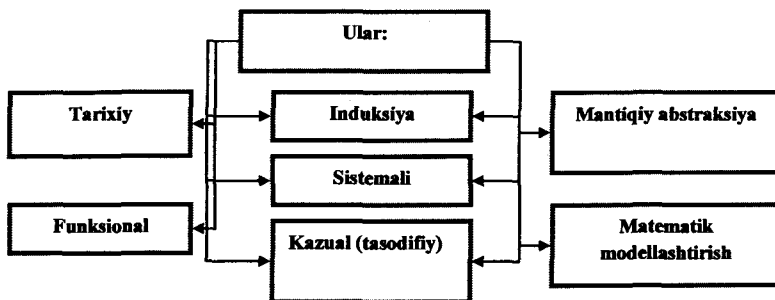 Ular:
Tarixiy
Induksiya
Mantiqiy abstraksiya
Sistemali
Funksional
Kazual (tasodifiy)
Matematik
modellashtirish